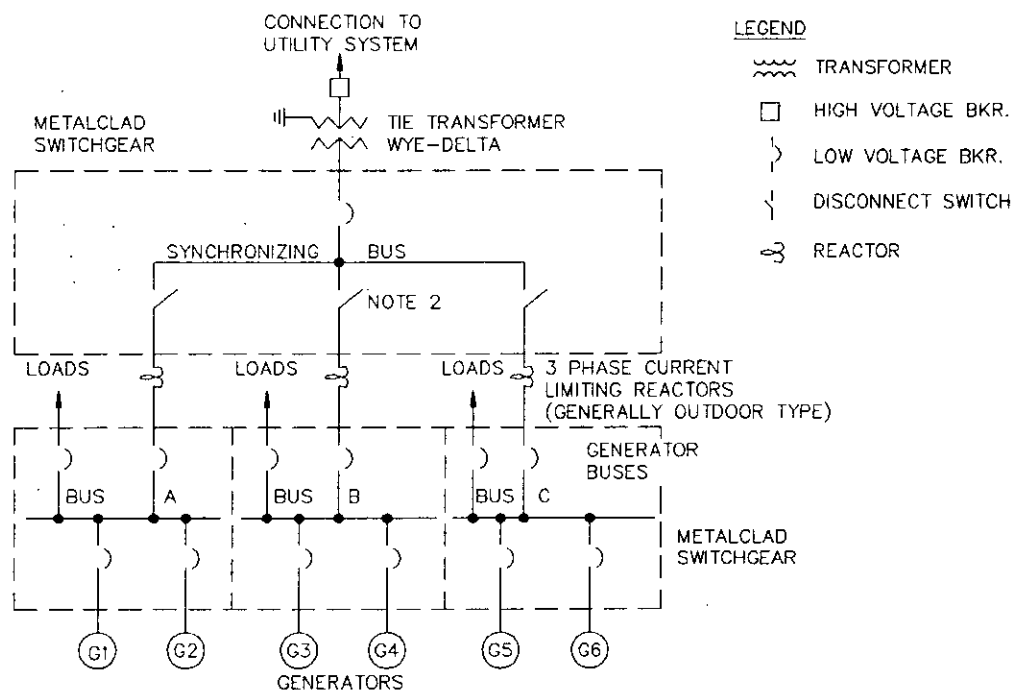 CONNECTION TO
UTILITY SYSTEM
METALCLAD
SWITCHGEAR
TIE TRANSFORMER
WYE-DELTA
LEGEND
TRANSFORMER
HIGH VOLTAGE BKR.
LOW VOLTAGE BKR.
DISCONNECT SWITCH
REACTOR
SYNCHRONIZING BUS
NOTE 2
LOADS
LOADS
LOADS
3 PHASE CURRENT
LIMITING REACTORS
(GENERALLY OUTDOOR TYPE)
GENERATOR
BUSES
BUS A
BUS B
BUS C
METALCLAD
SWITCHGEAR
G1 G2 G3 G4 G5 G6
GENERATORS